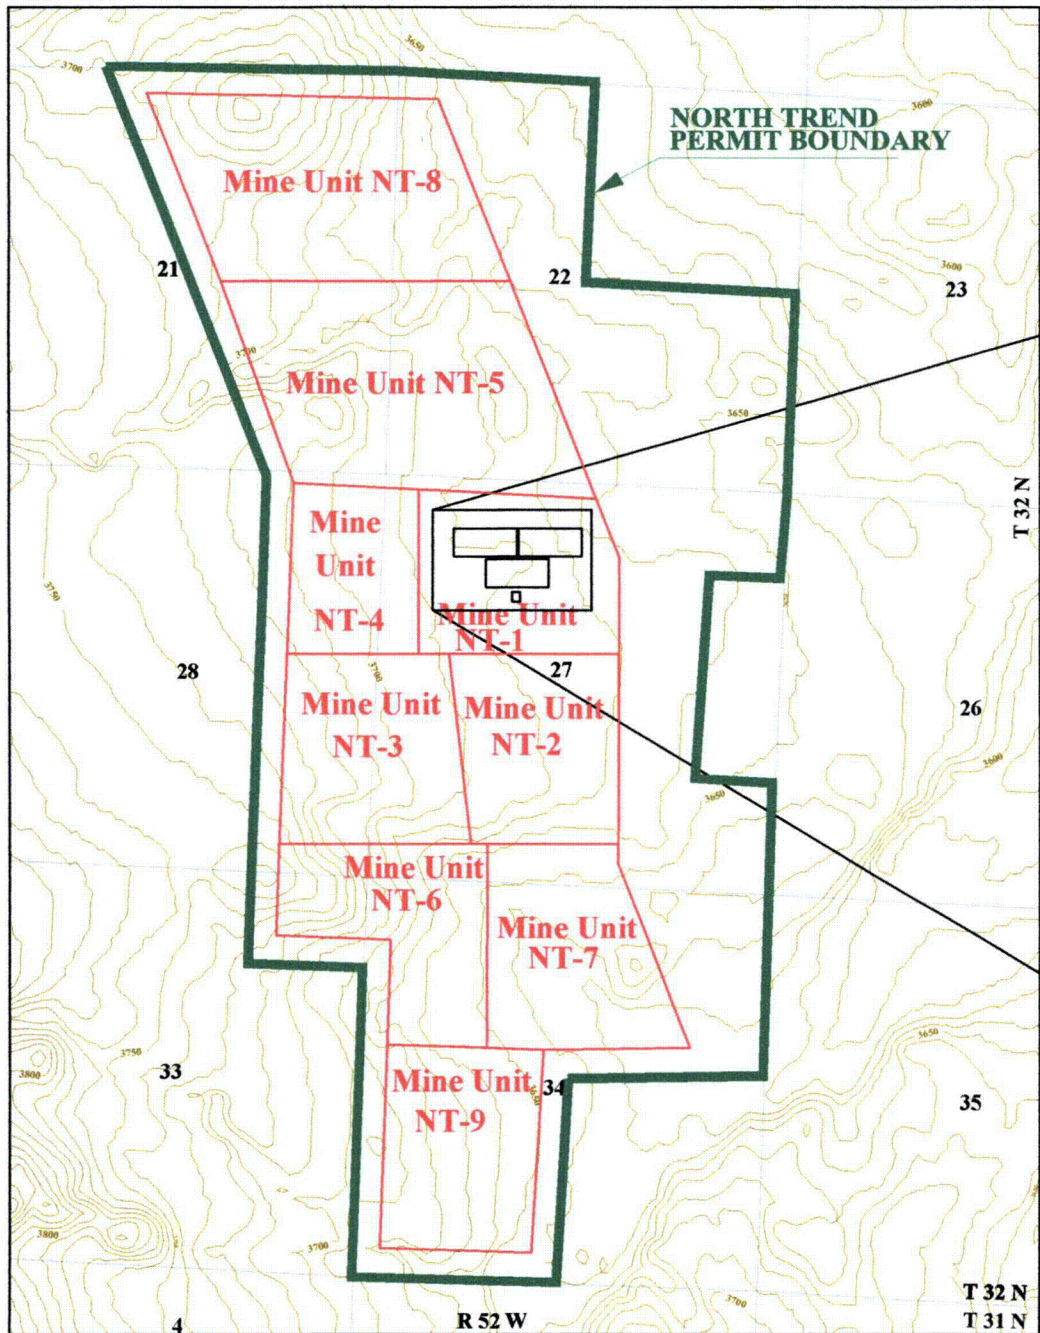 3650
3700
3600
NORTH TREND
PERMIT BOUNDARY
Mine Unit NT-8
21
22
3600
23
3700
Mine Unit NT-5
3650
T 32 N
Mine
Unit
NT-4
Mine Unit
NT-1
3750
28
27
3700
26
Mine Unit
NT-3
Mine Unit
NT-2
3600
3650
Mine Unit
NT-6
Mine Unit
NT-7
3650
3750
3800
33
Mine Unit
NT-9
3650
34
35
3800
3700
T 32 N
3700
R 52 W
T 31 N
4